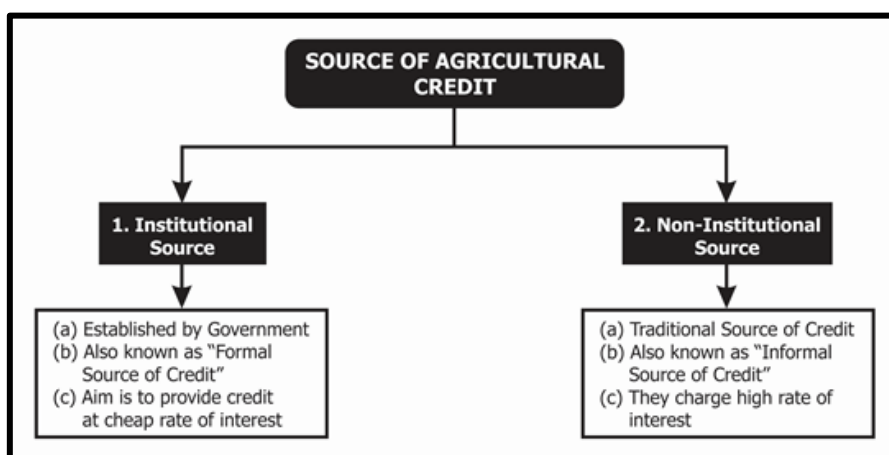 SOURCE OF AGRICULTURAL
CREDIT
1. Institutional
Source
(a) Established by Government
(b) Also known as “Formal
Source of Credit”
(c) Aim is to provide credit
at cheap rate of interest
2. Non-Institutional
Source
(a) Traditional Source of Credit
(b) Also known as “Informal
Source of Credit”
(c) They charge high rate of
interest